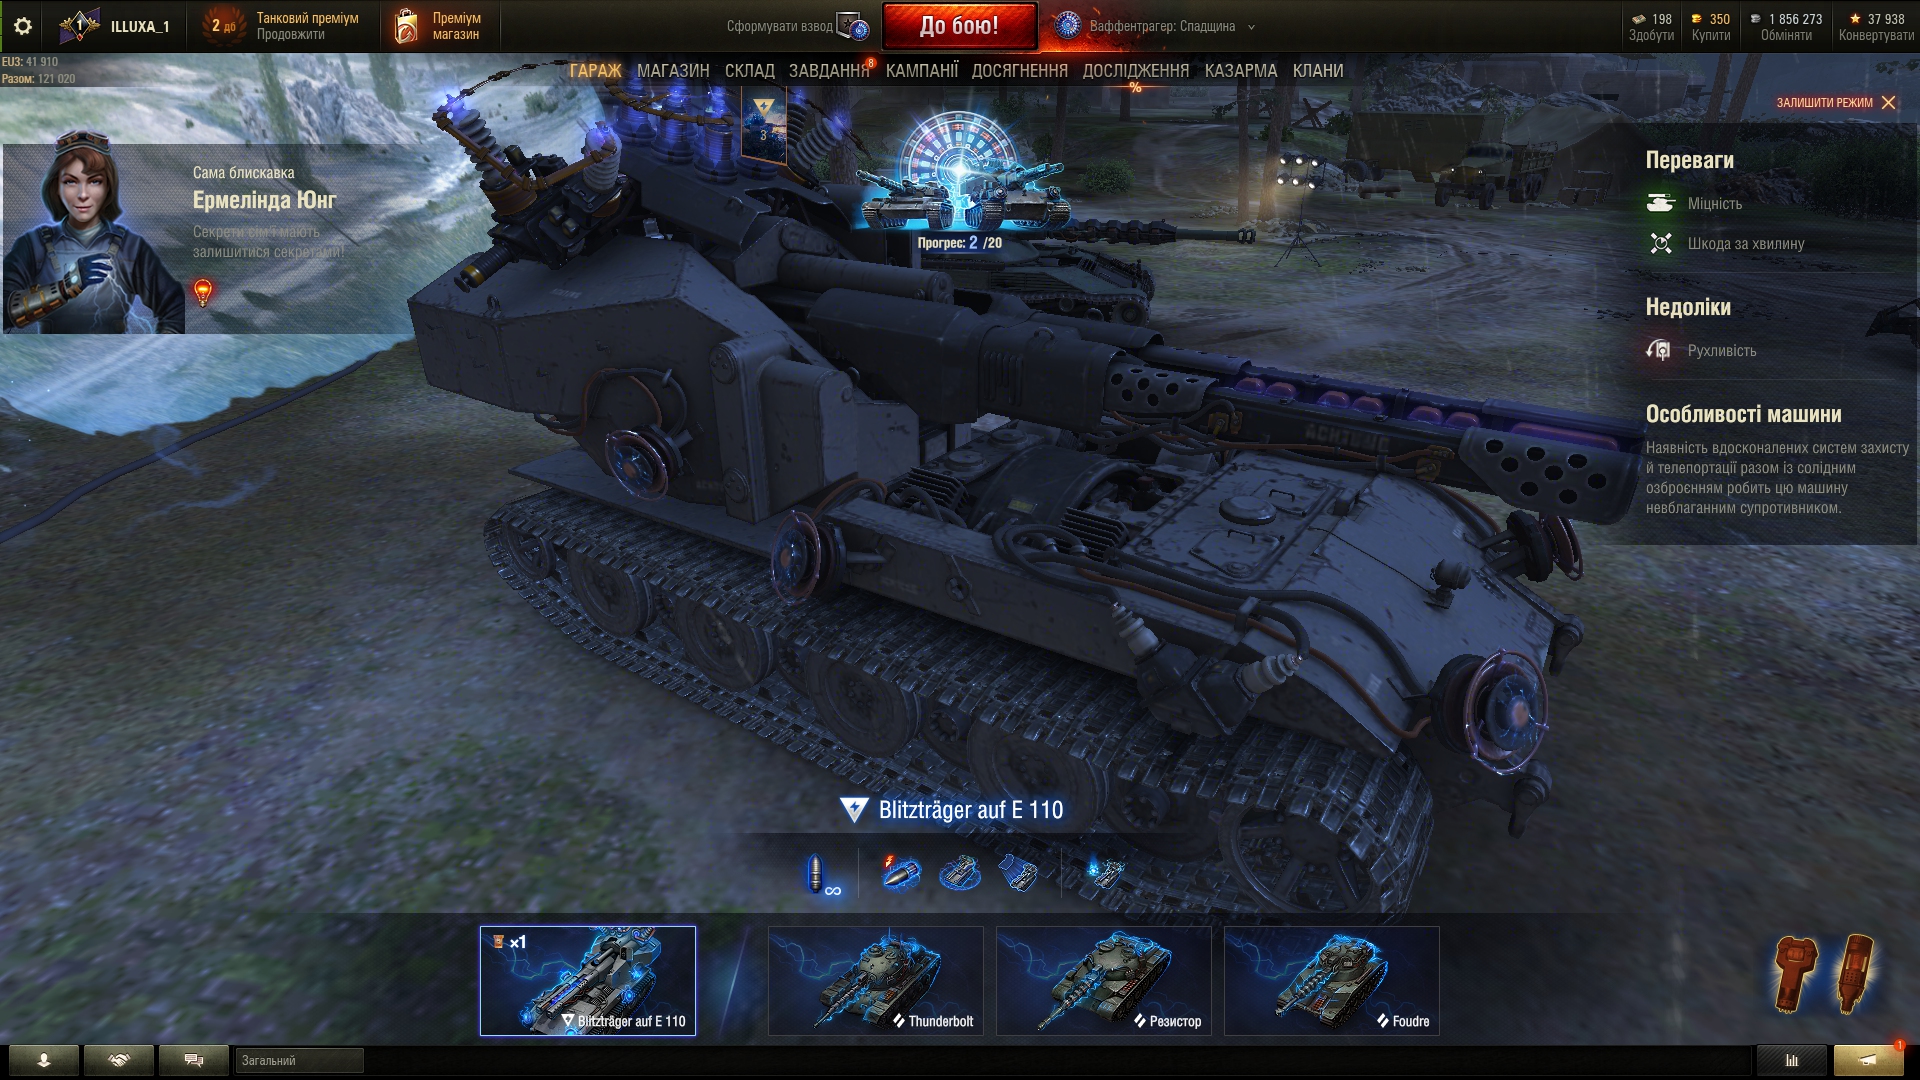 ILLUXA_1
2 дб
Танковий преміум
Продовжити
Преміум
магазин
Сформувати взвод
До бою!
Ваффентрагер: Спадщина
198
Здобути
350
Купити
1 856 273
Обміняти
37 938
Конвертувати
EU3: 41 910
Разом: 121 020
ГАРАЖ МАГАЗИН СКЛАД ЗАВДАННЯ 8 КАМПАНІЇ ДОСЯГНЕННЯ ДОСЛІДЖЕННЯ КАЗАРМА КЛАНИ
%
ЗАЛИШИТИ РЕЖИМ
3
Прогрес: 2 /20
Сама блискавка
Ермелінда Юнг
Секрети сім'ї мають
залишитися секретами!
Переваги
Міцність
Шкода за хвилину
Недоліки
Рухливість
Особливості машини
Наявність вдосконалених систем захисту
й телепортації разом із солідним
озброєнням робить цю машину
невблаганним супротивником.
Blitzträger auf E 110
∞
x1
Blitzträger auf E 110
Thunderbolt
Резистор
Foudre
Загальний
1